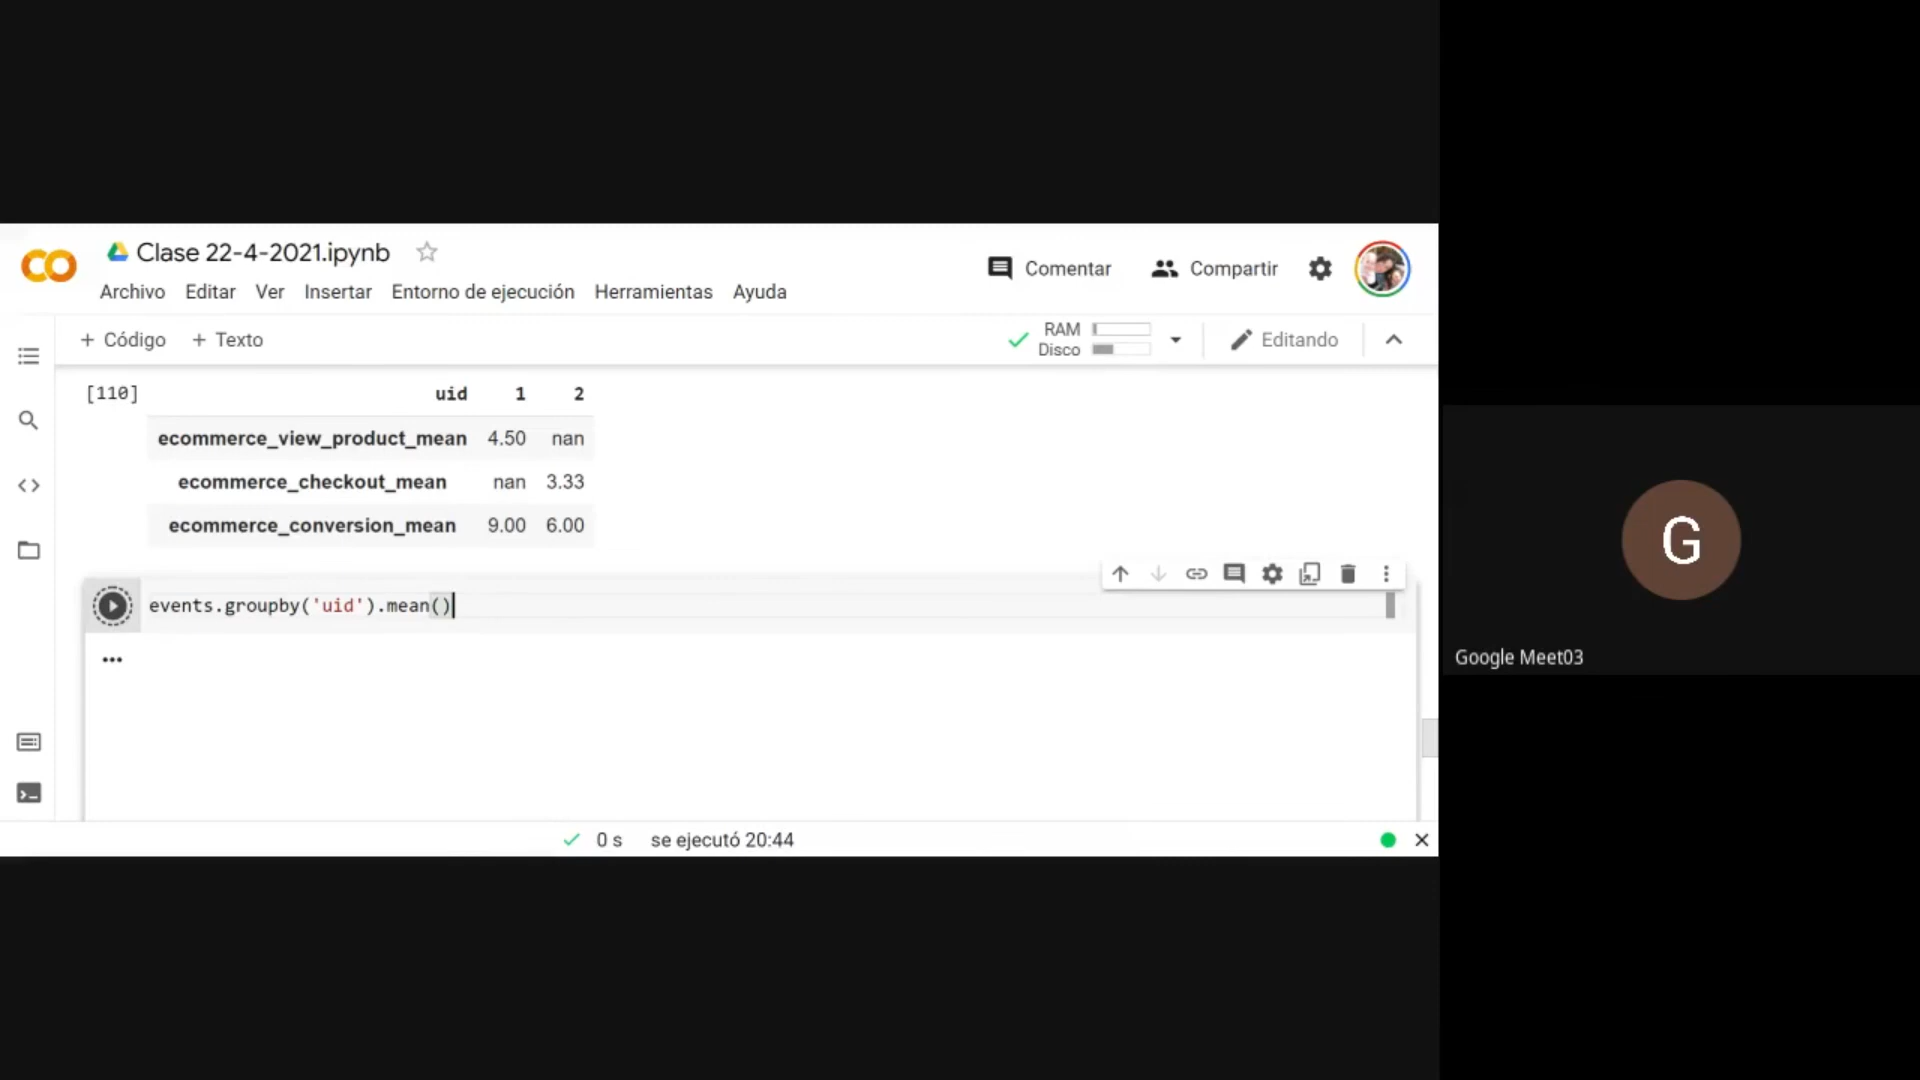 Clase 22-4-2021.ipynb
Comentar
Compartir
Archivo Editar Ver Insertar Entorno de ejecución Herramientas Ayuda
+ Código + Texto
RAM
Disco
Editando
[110]
uid 1 2
ecommerce_view_product_mean 4.50 nan
ecommerce_checkout_mean nan 3.33
ecommerce_conversion_mean 9.00 6.00
events.groupby('uid').mean()
0 s se ejecutó 20:44
G
Google Meet03